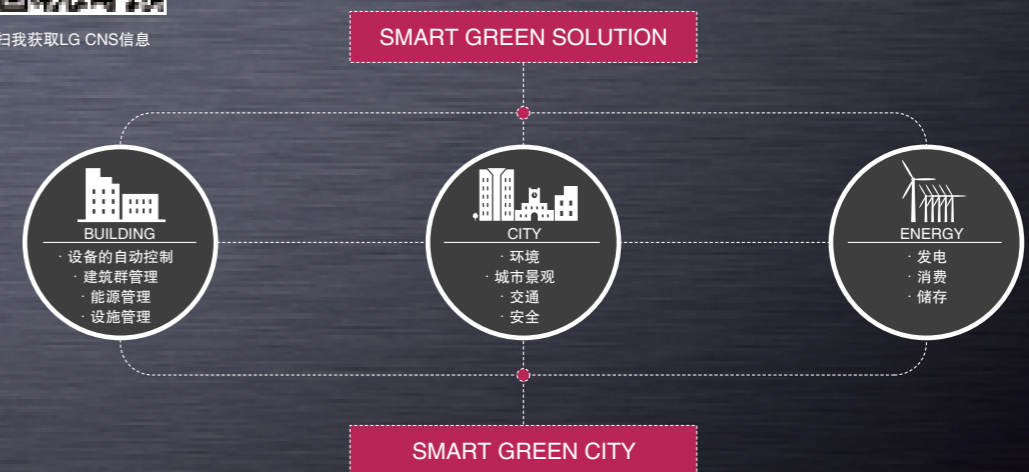 扫我获取LG CNS信息
SMART GREEN SOLUTION
BUILDING
· 设备的自动控制
· 建筑群管理
· 能源管理
· 设施管理
CITY
· 环境
· 城市景观
· 交通
· 安全
ENERGY
· 发电
· 消费
· 储存
SMART GREEN CITY